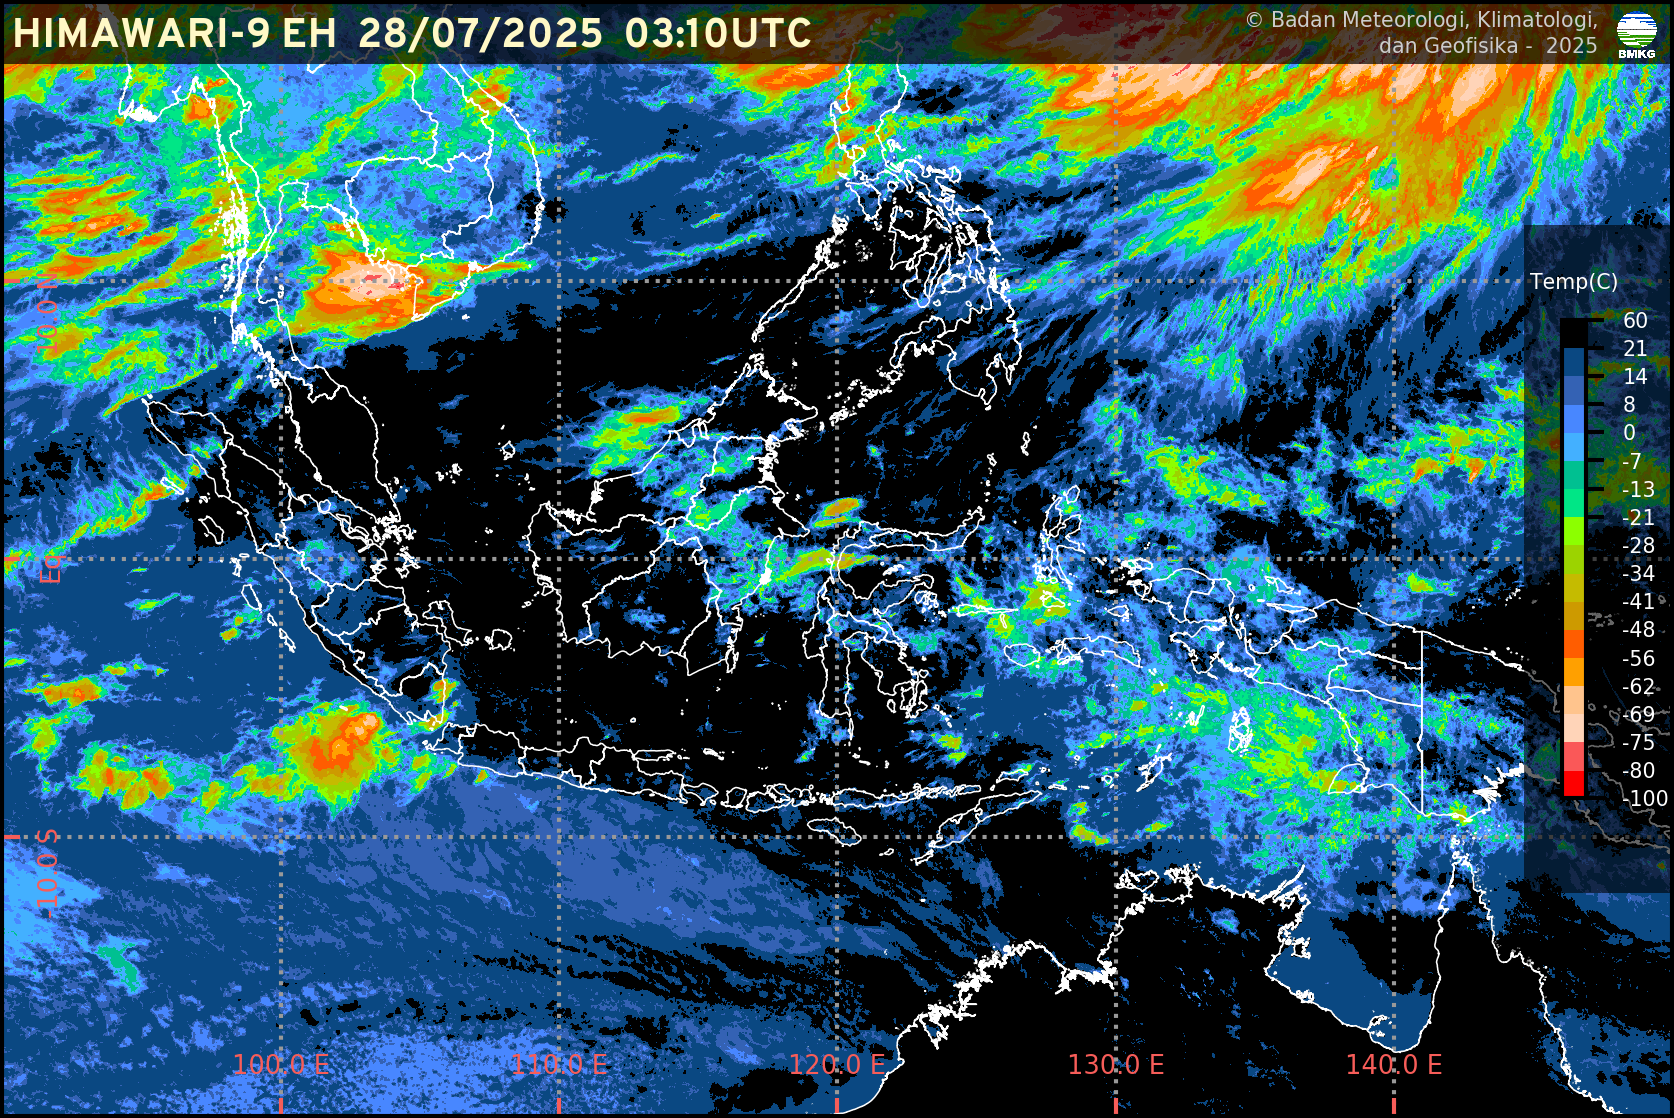 HIMAWARI-9 EH 28/07/2025 03:10UTC
© Badan Meteorologi, Klimatologi,
dan Geofisika - 2025
BMKG
Temp(C)
60
21
14
8
0
-7
-13
-21
-28
-34
-41
-48
-56
-62
-69
-75
-80
-100
10.0 N
Eq
-10.0 S
100.0 E
110.0 E
120.0 E
130.0 E
140.0 E